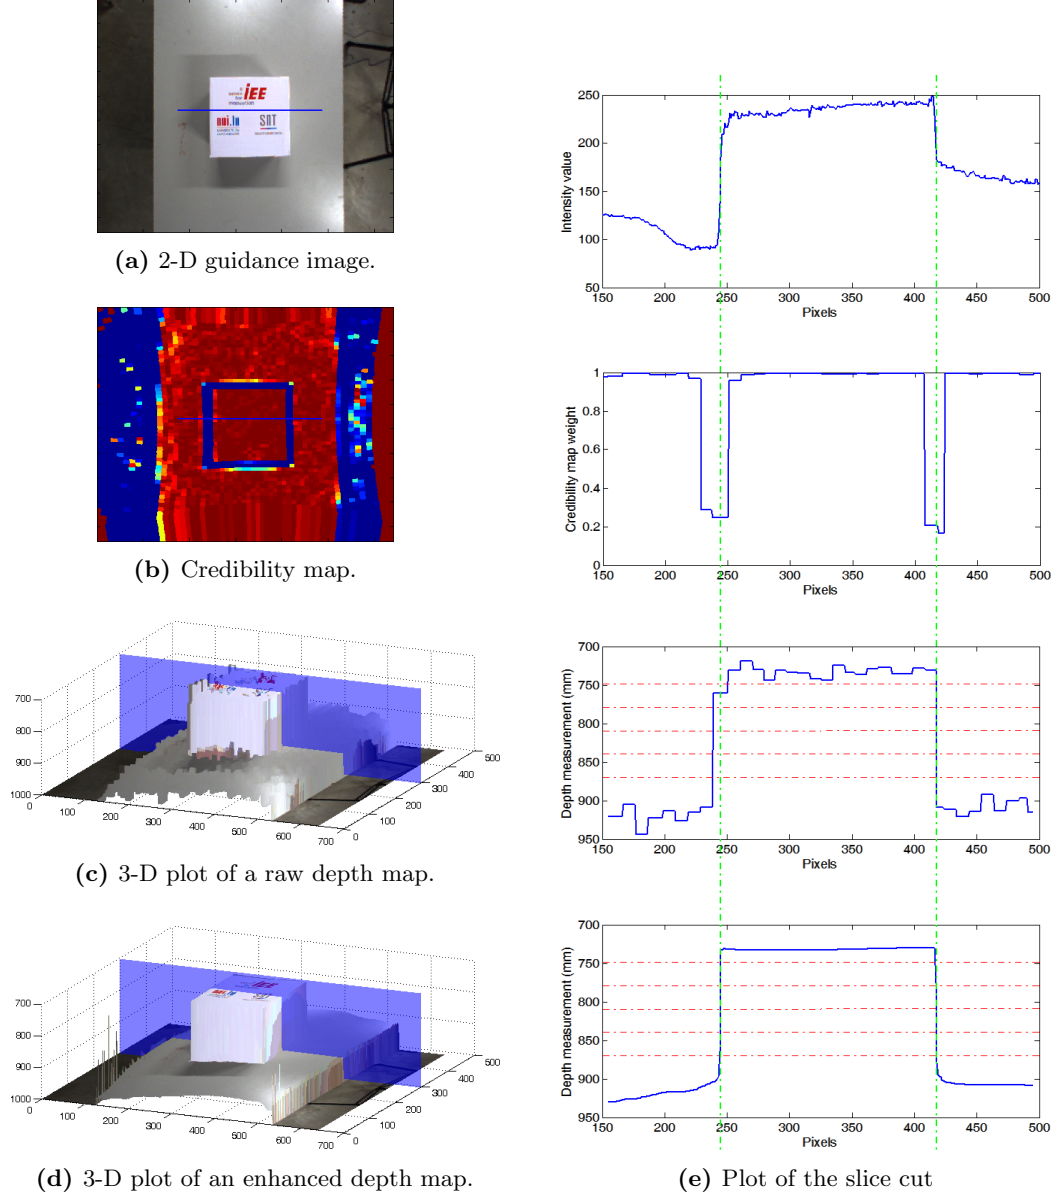 iEE
uni.lu
SNT
(a) 2-D guidance image.
(b) Credibility map.
700
800
900
1000
0
100
200
300
400
500
600
700
0
100
200
300
400
500
(c) 3-D plot of a raw depth map.
700
800
900
1000
0
100
200
300
400
500
600
700
0
100
200
300
400
500
(d) 3-D plot of an enhanced depth map.
250
200
150
100
50
Intensity value
150 200 250 300 350 400 450 500
Pixels
1
0.8
0.6
0.4
0.2
0
Credibility map weight
150 200 250 300 350 400 450 500
Pixels
700
750
800
850
900
950
Depth measurement (mm)
150 200 250 300 350 400 450 500
Pixels
700
750
800
850
900
950
Depth measurement (mm)
150 200 250 300 350 400 450 500
Pixels
(e) Plot of the slice cut